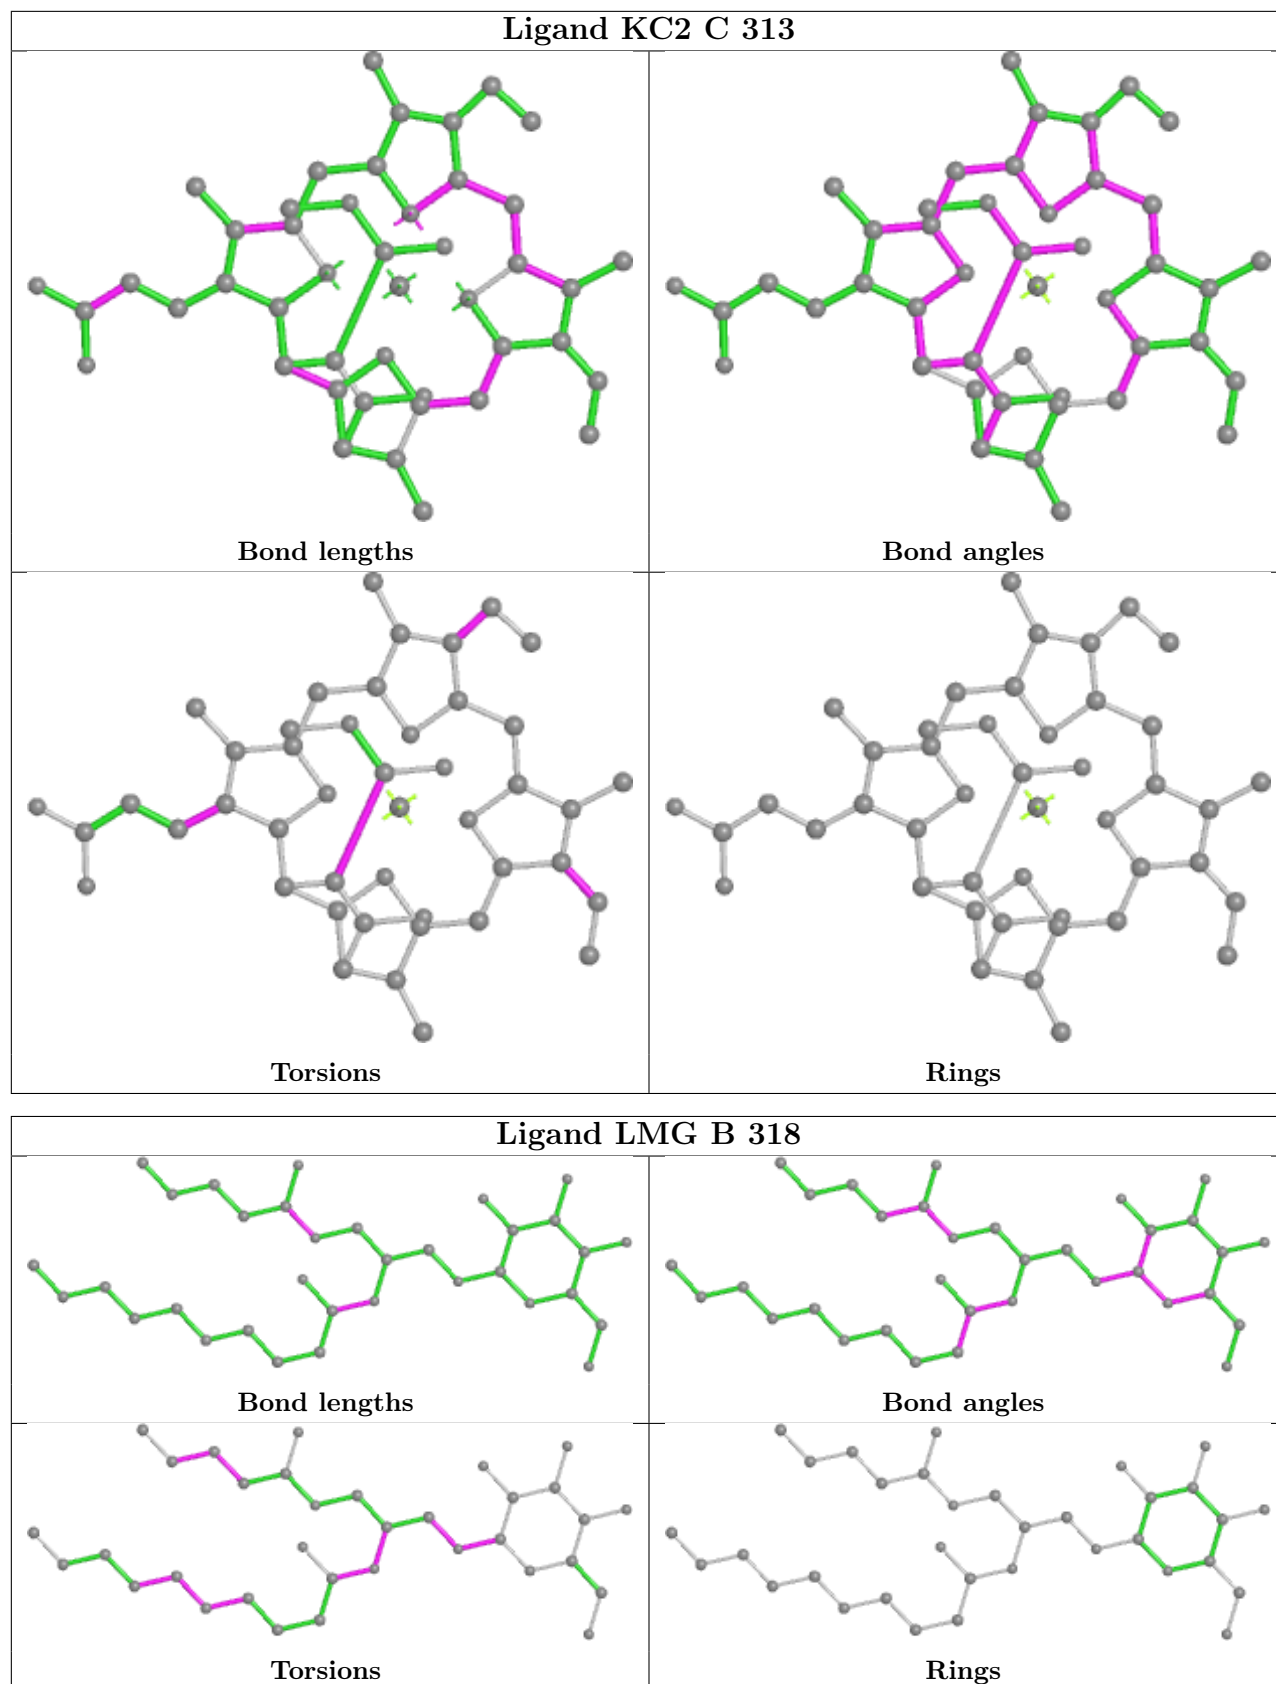 Ligand KC2 C 313
Bond lengths
Bond angles
Torsions
Rings
Ligand LMG B 318
Bond lengths
Bond angles
Torsions
Rings